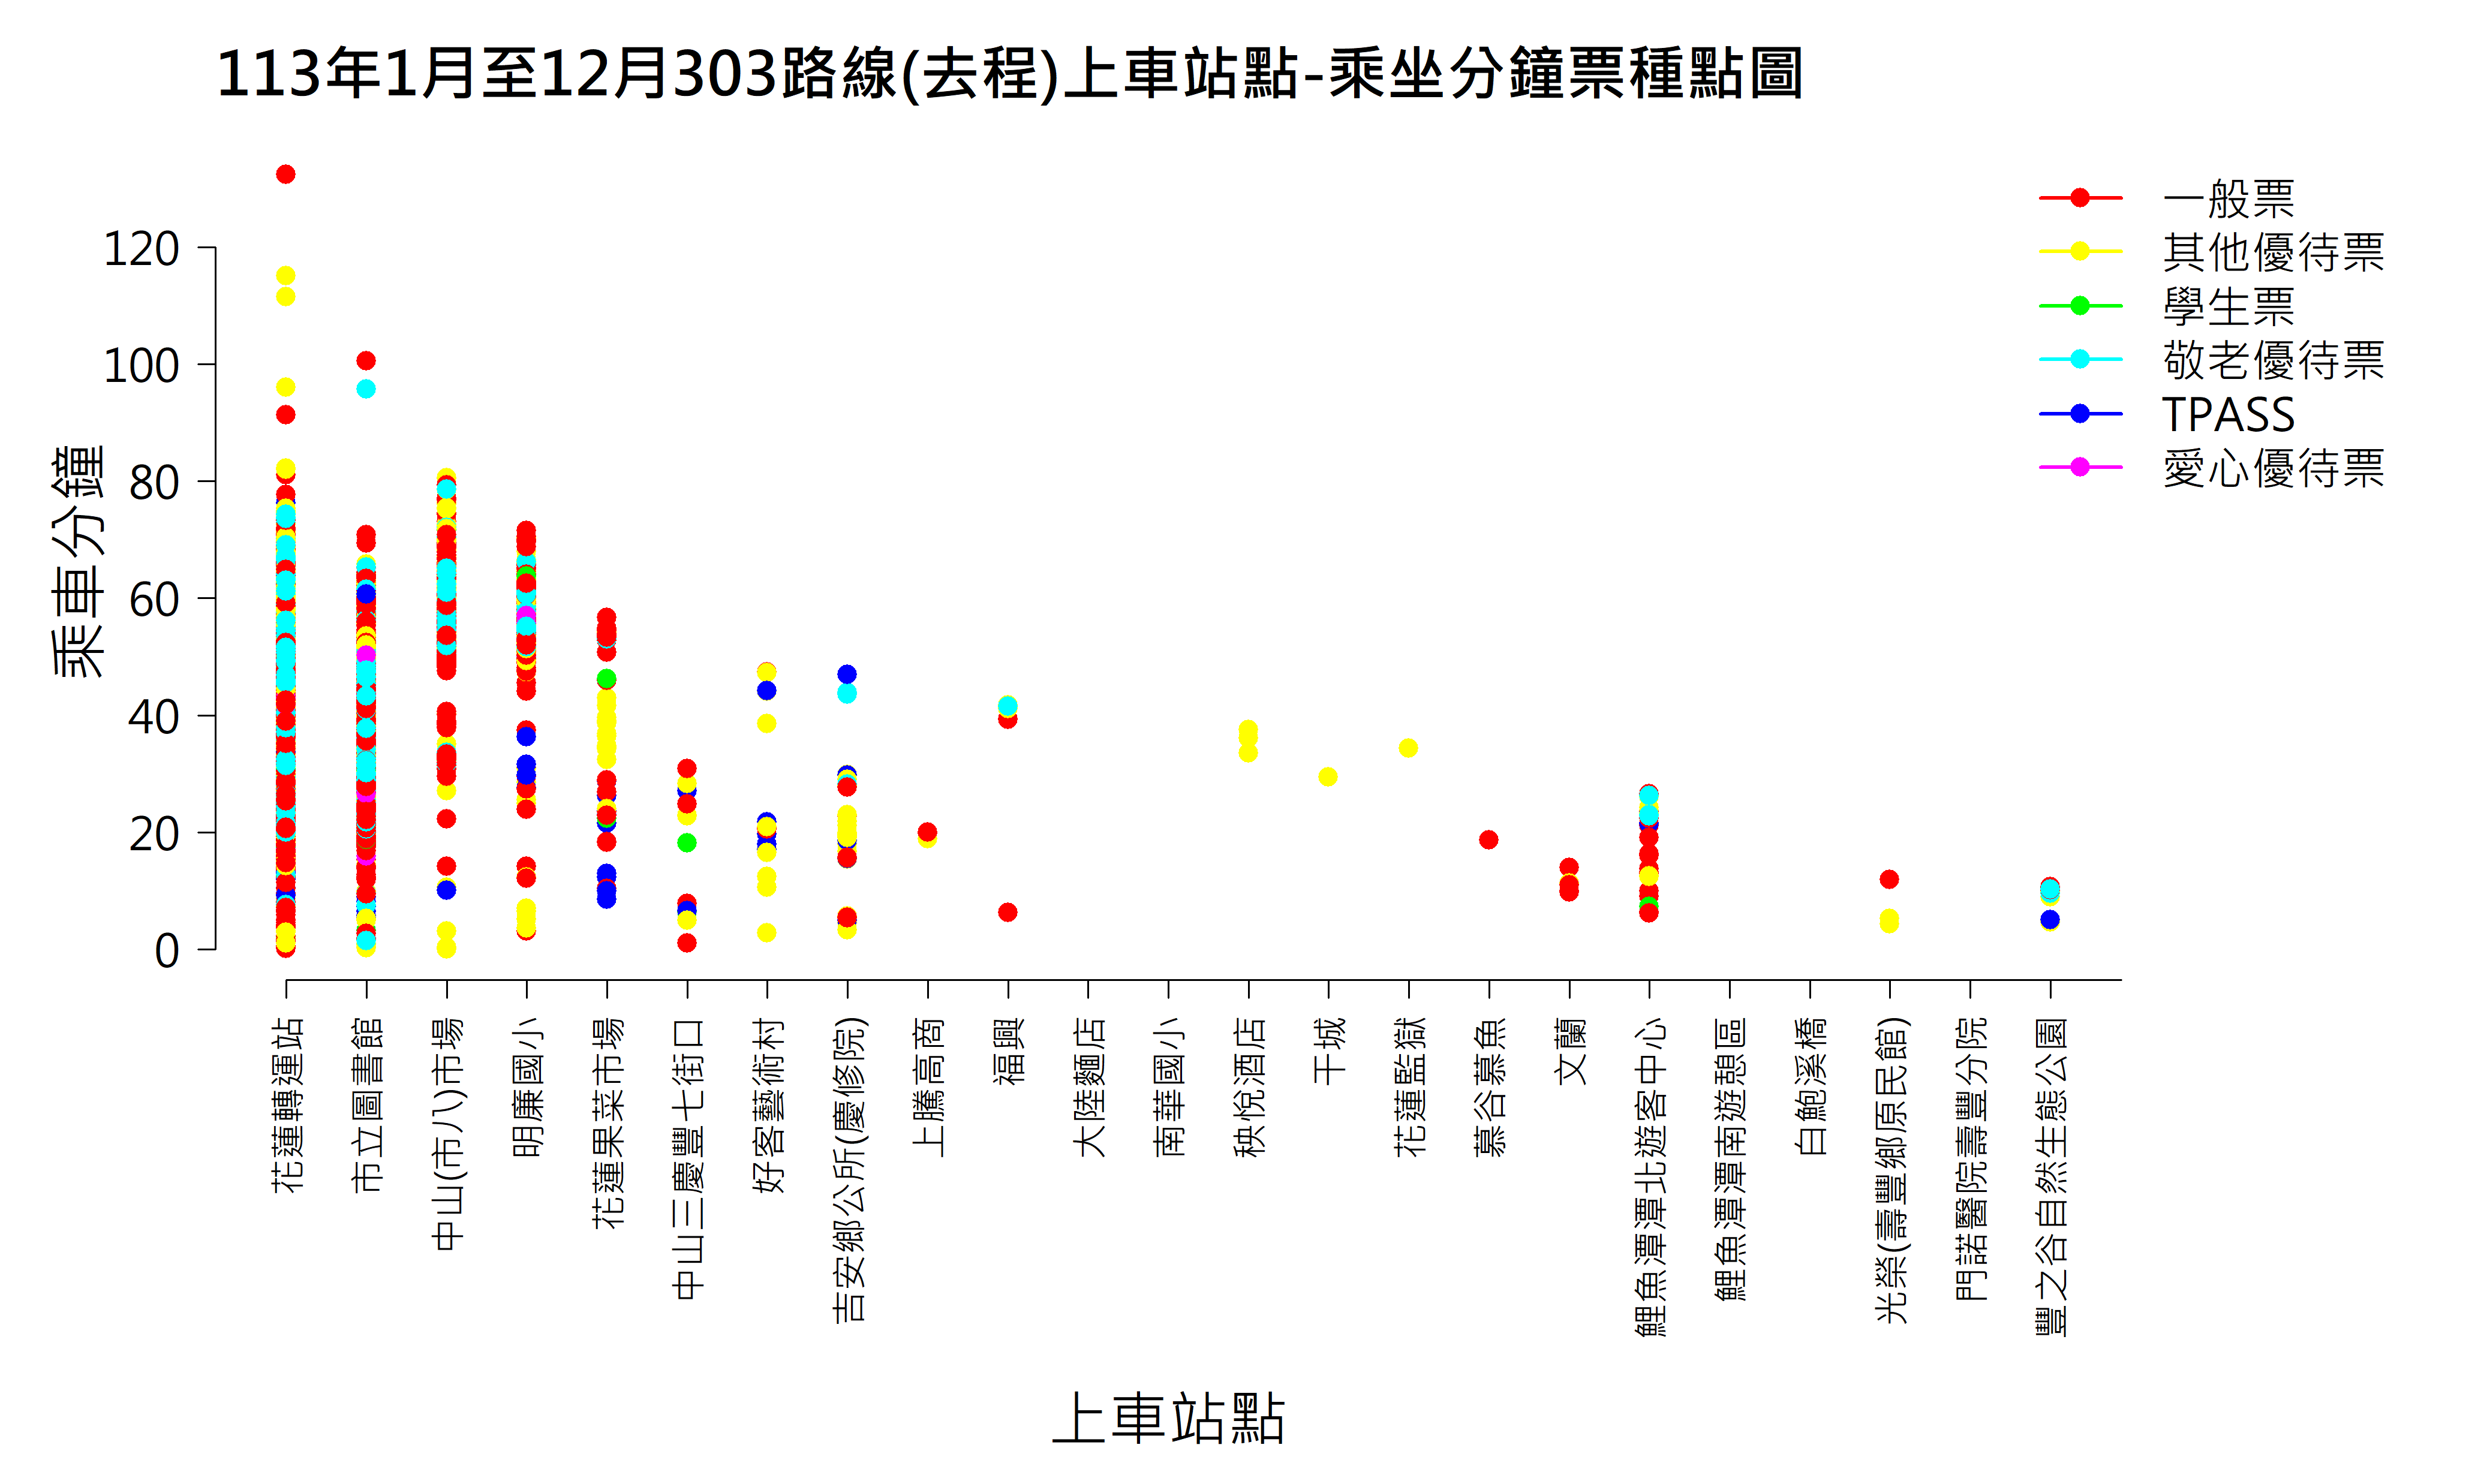 113年1月至12月303路線(去程)上車站點-乘坐分鐘票種點圖
一般票
其他優待票
學生票
敬老優待票
TPASS
愛心優待票
乘車分鐘
120
100
80
60
40
20
0
花蓮轉運站
市立圖書館
中山(市八)市場
明廉國小
花蓮果菜市場
中山三慶豐七街口
好客藝術村
吉安鄉公所(慶修院)
上騰高商
福興
大陸麵店
南華國小
秧悅酒店
干城
花蓮監獄
慕谷慕魚
文蘭
鯉魚潭潭北遊客中心
鯉魚潭潭南遊憩區
白鮑溪橋
光榮(壽豐鄉原民館)
門諾醫院壽豐分院
豐之谷自然生態公園
上車站點